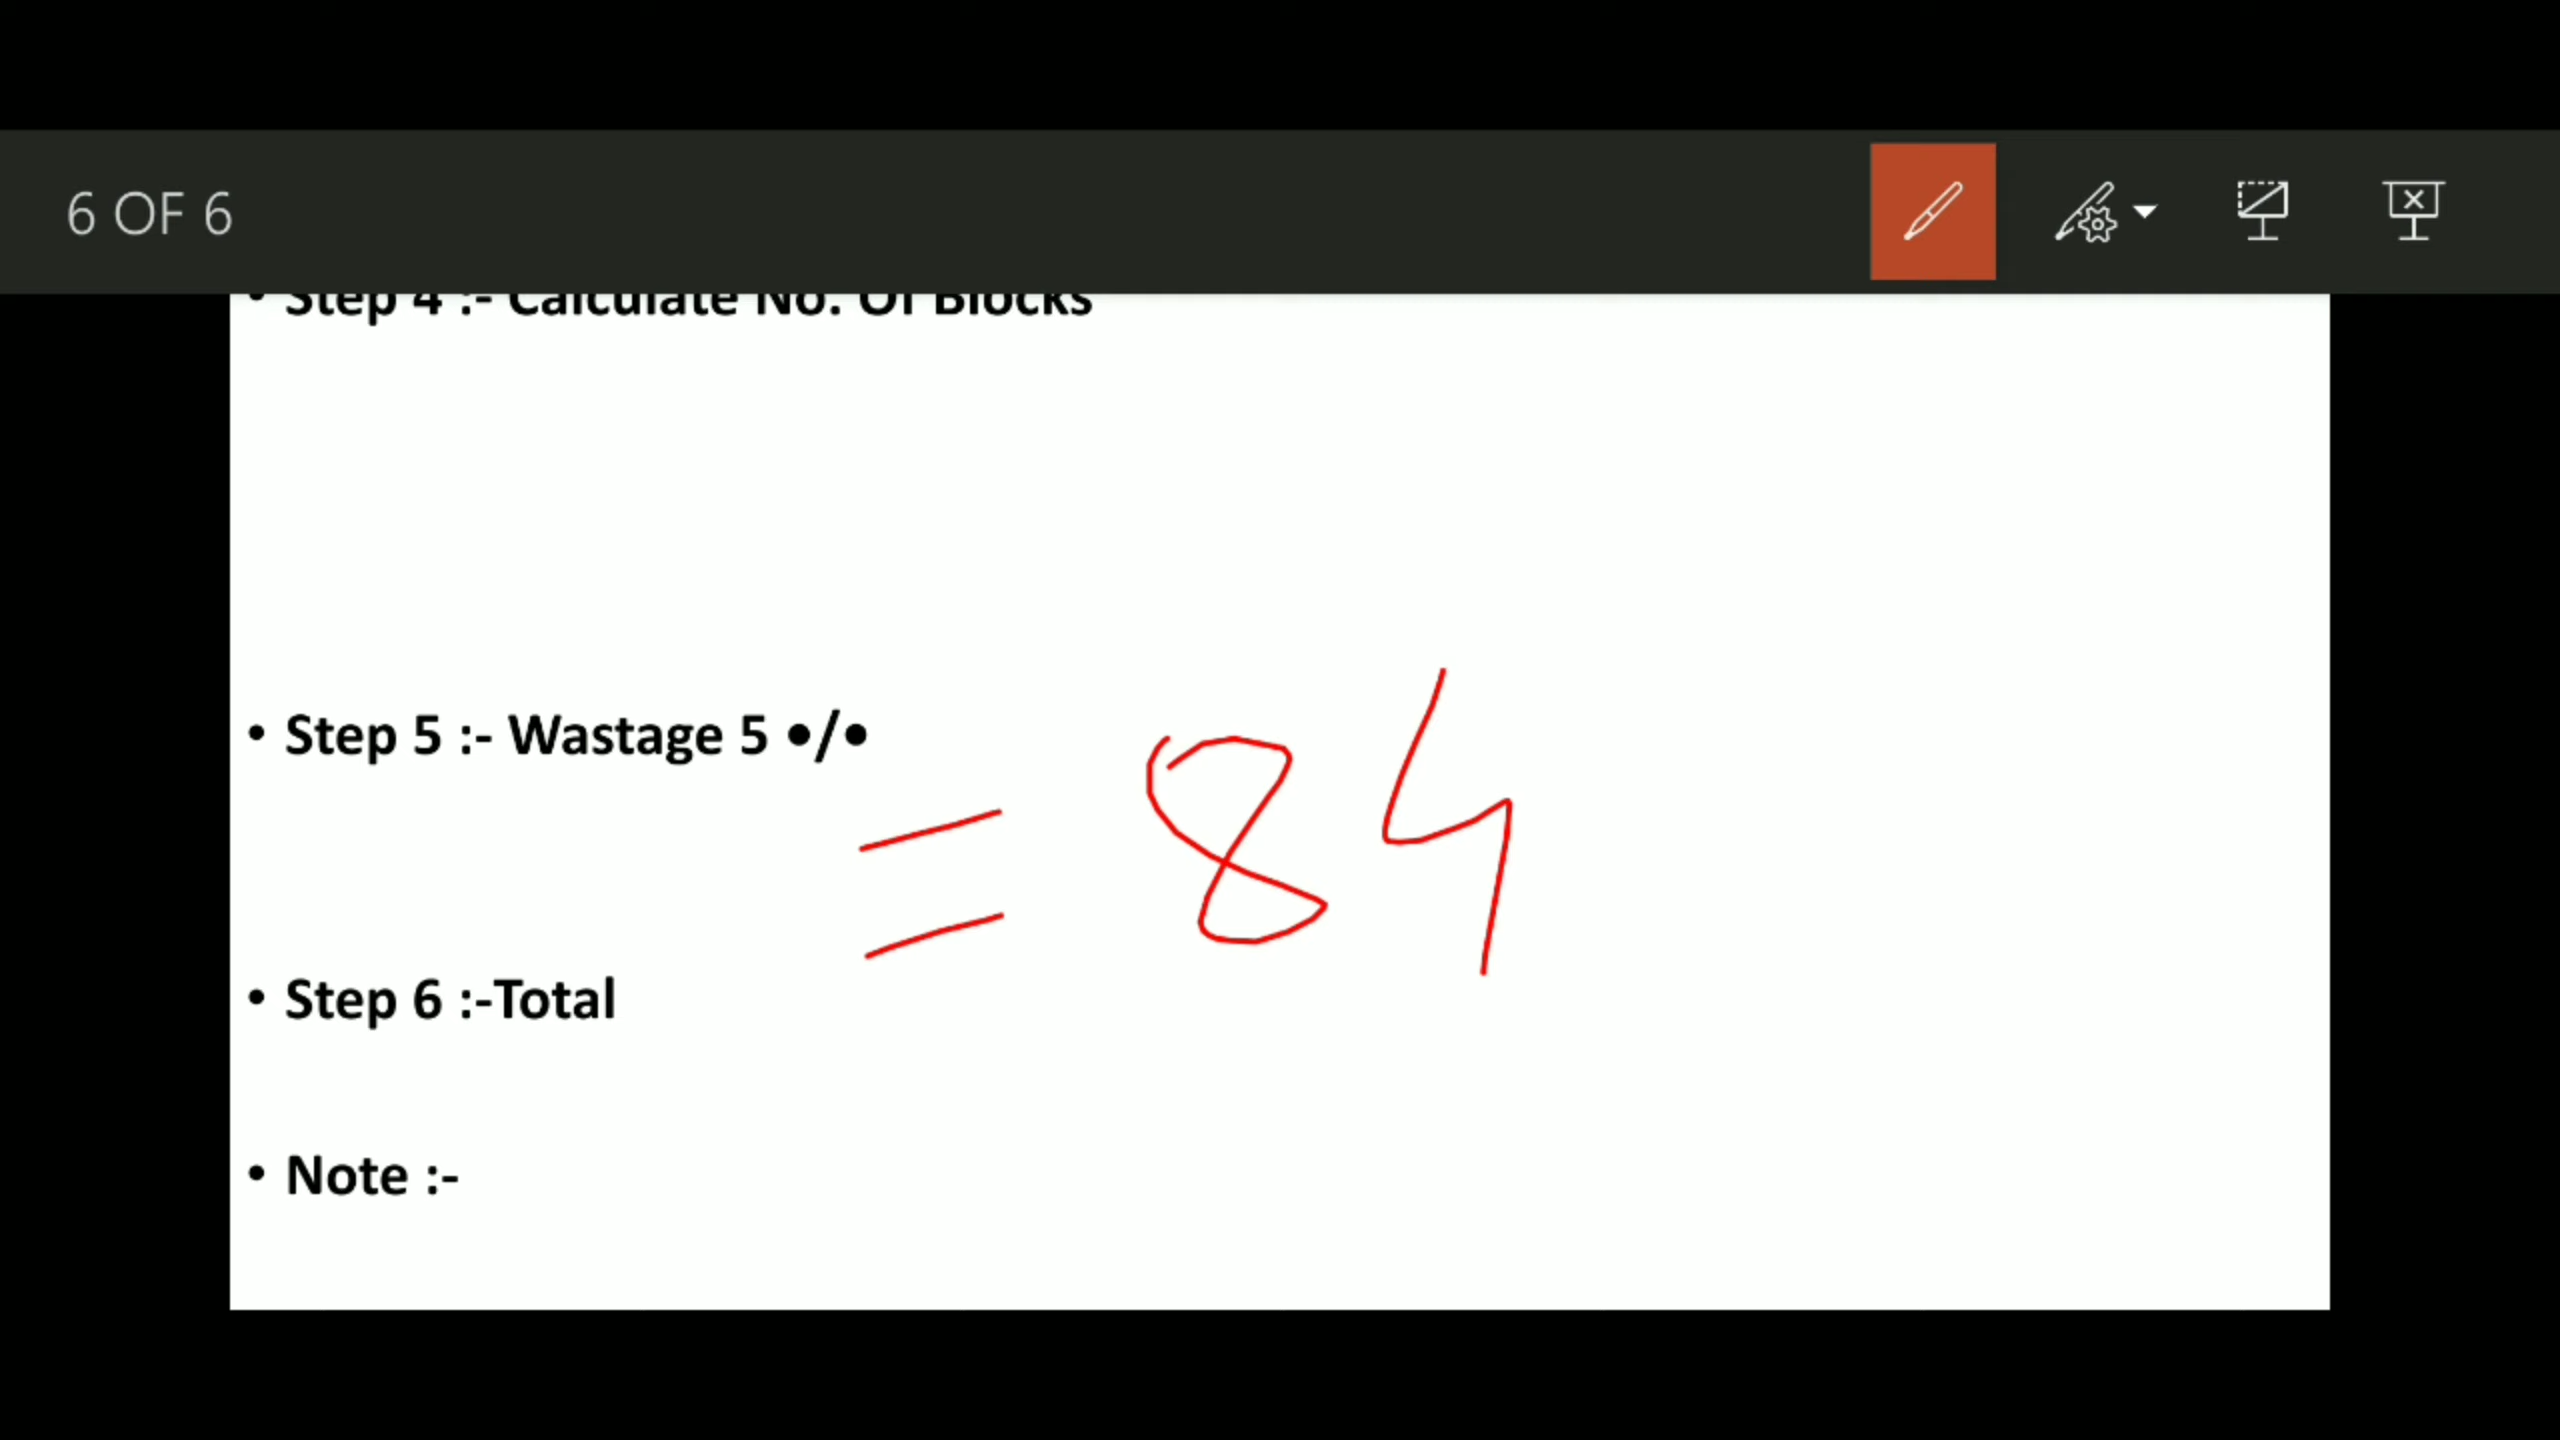 6 OF 6
• Step 4 :- Calculate No. Of Blocks
• Step 5 :- Wastage 5 •/•
= 84
• Step 6 :-Total
• Note :-